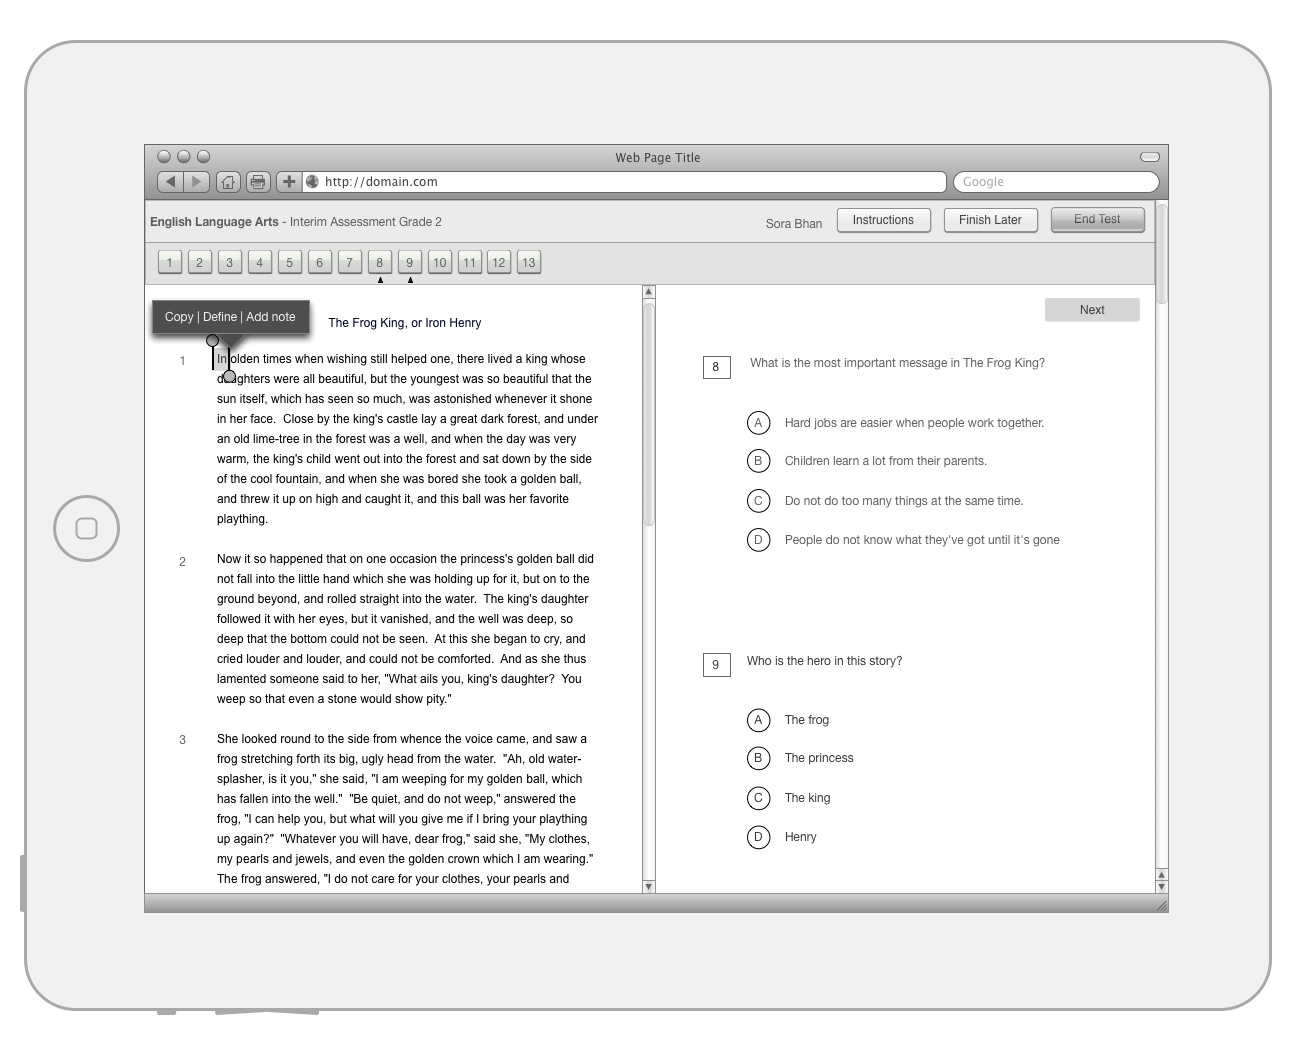 Web Page Title
http://domain.com
Google
English Language Arts - Interim Assessment Grade 2
Sora Bhan
Instructions
Finish Later
End Test
1 2 3 4 5 6 7 8 9 10 11 12 13
Copy | Define | Add note
The Frog King, or Iron Henry
1
In olden times when wishing still helped one, there lived a king whose
daughters were all beautiful, but the youngest was so beautiful that the
sun itself, which has seen so much, was astonished whenever it shone
in her face.  Close by the king's castle lay a great dark forest, and under
an old lime-tree in the forest was a well, and when the day was very
warm, the king's child went out into the forest and sat down by the side
of the cool fountain, and when she was bored she took a golden ball,
and threw it up on high and caught it, and this ball was her favorite
plaything.
2
Now it so happened that on one occasion the princess's golden ball did
not fall into the little hand which she was holding up for it, but on to the
ground beyond, and rolled straight into the water.  The king's daughter
followed it with her eyes, but it vanished, and the well was deep, so
deep that the bottom could not be seen.  At this she began to cry, and
cried louder and louder, and could not be comforted.  And as she thus
lamented someone said to her, "What ails you, king's daughter?  You
weep so that even a stone would show pity."
3
She looked round to the side from whence the voice came, and saw a
frog stretching forth its big, ugly head from the water.  "Ah, old water-
splasher, is it you," she said, "I am weeping for my golden ball, which
has fallen into the well."  "Be quiet, and do not weep," answered the
frog, "I can help you, but what will you give me if I bring your plaything
up again?"  "Whatever you will have, dear frog," said she, "My clothes,
my pearls and jewels, and even the golden crown which I am wearing."
The frog answered, "I do not care for your clothes, your pearls and
Next
8
What is the most important message in The Frog King?
A Hard jobs are easier when people work together.
B Children learn a lot from their parents.
C Do not do too many things at the same time.
D People do not know what they've got until it's gone
9
Who is the hero in this story?
A The frog
B The princess
C The king
D Henry